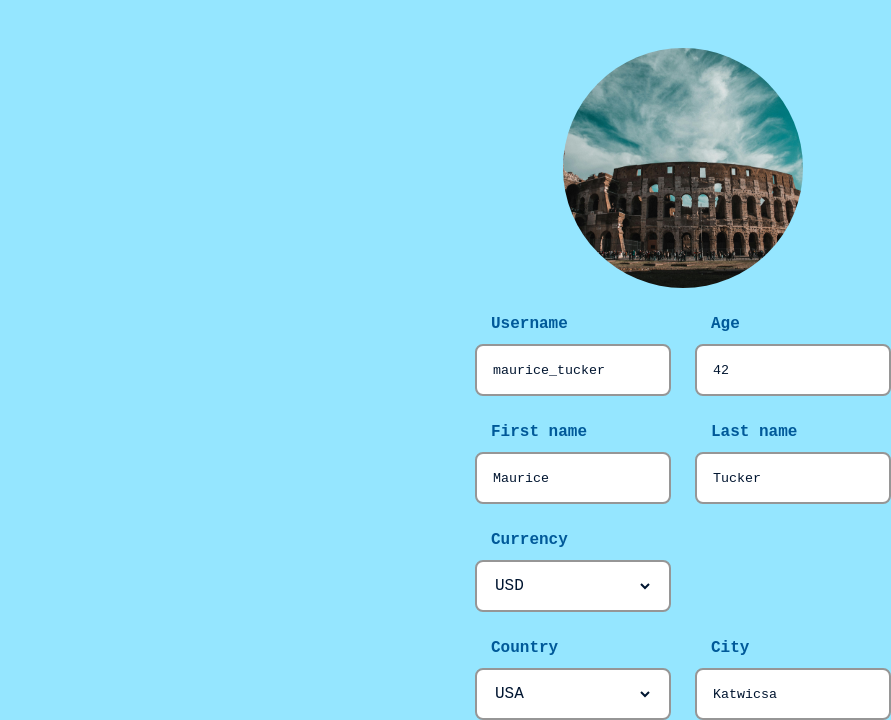 Username Age
maurice_tucker 42
First name Last name
Maurice Tucker
Currency
USD
Country City
USA Katwicsa